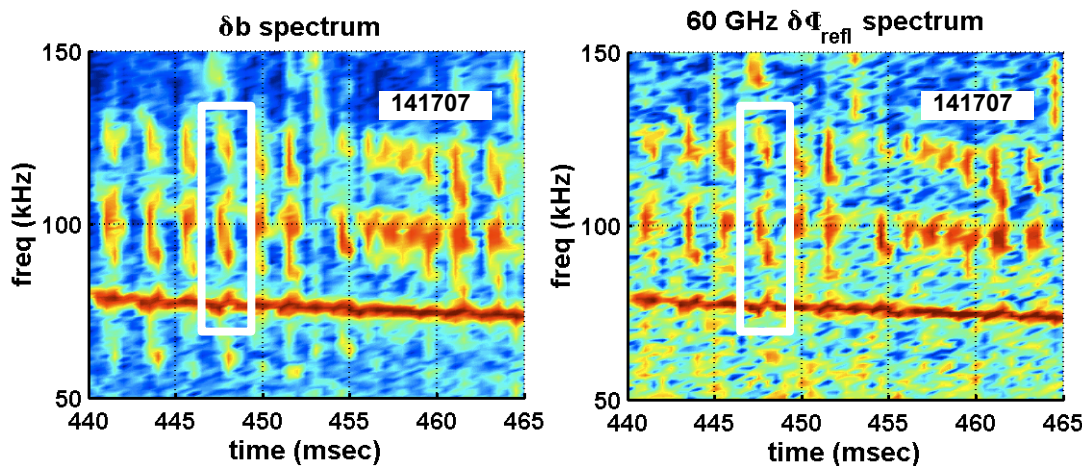 δb spectrum
150
100
50
freq (kHz)
141707
440 445 450 455 460 465
time (msec)
60 GHz δΦrefl spectrum
150
100
50
freq (kHz)
141707
440 445 450 455 460 465
time (msec)